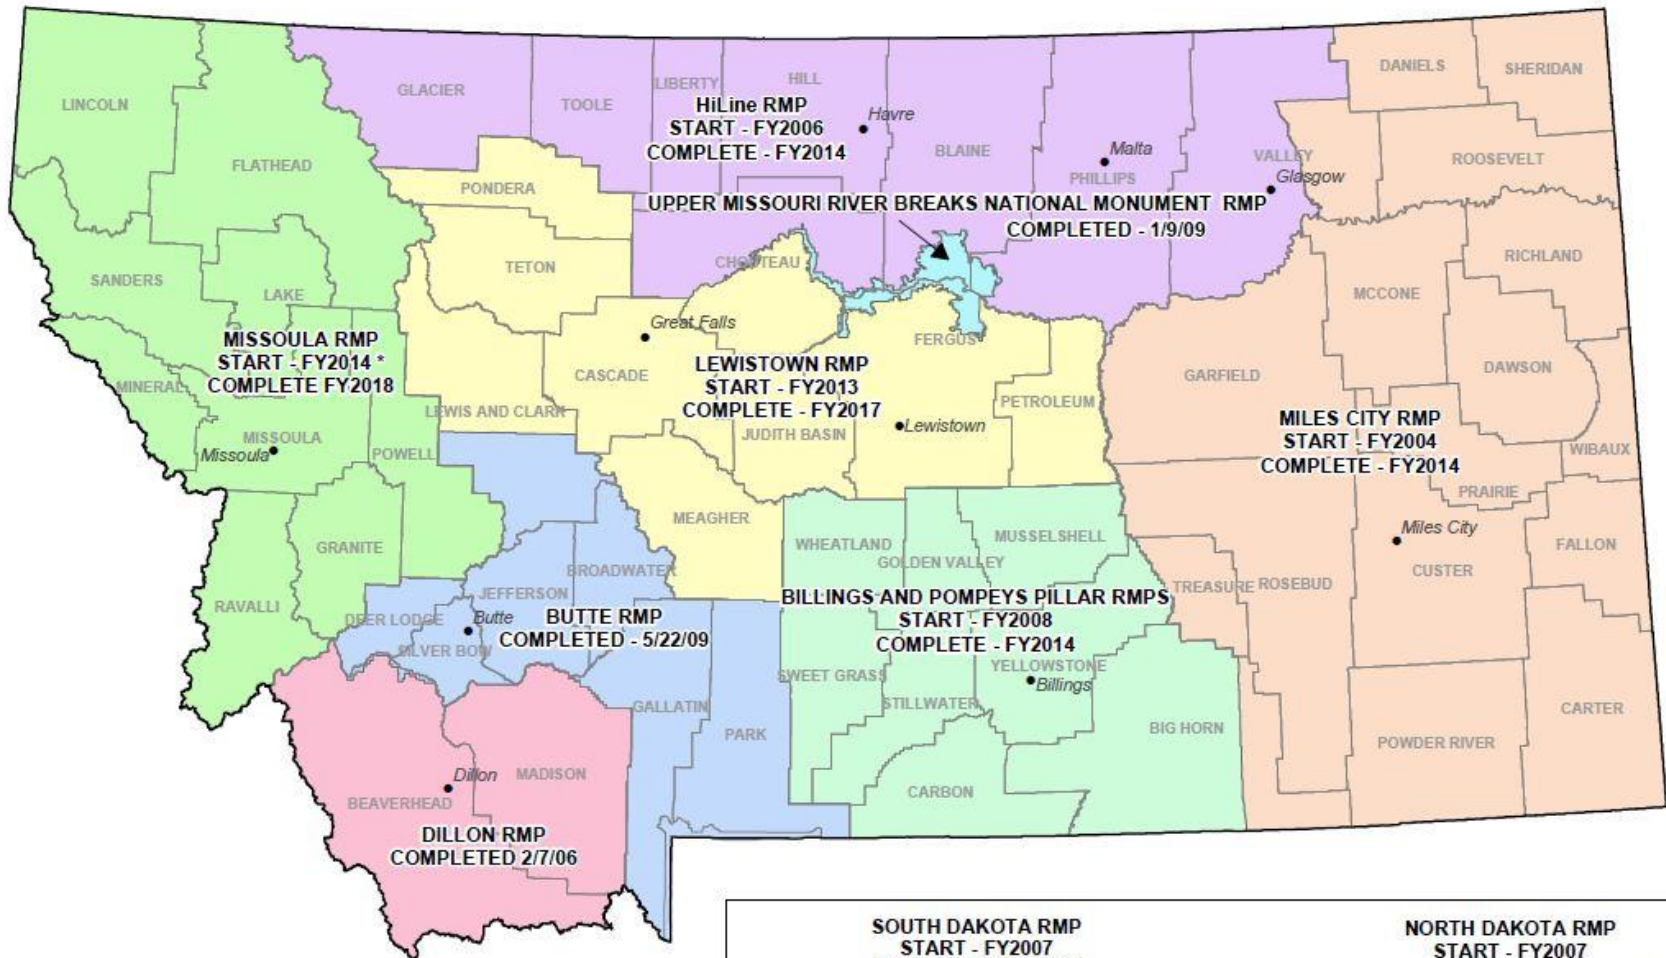 DANIELS
SHERIDAN
GLACIER
LIBERTY
HILL
LINCOLN
TOOLE
HiLine RMP
START - FY2006
COMPLETE - FY2014
Havre
BLAINE
Malta
PHILLIPS
VALLEY
Glasgow
ROOSEVELT
FLATHEAD
PONDERA
UPPER MISSOURI RIVER BREAKS NATIONAL MONUMENT RMP
COMPLETED - 1/9/09
RICHLAND
SANDERS
LAKE
TETON
CHOUTEAU
MCCONE
Great Falls
MISSOULA RMP
START - FY2014 *
COMPLETE FY2018
MINERAL
FERGUS
LEWISTOWN RMP
START - FY2013
COMPLETE - FY2017
CASCADE
GARFIELD
DAWSON
LEWIS AND CLARK
JUDITH BASIN
PETROLEUM
Lewistown
MILES CITY RMP
START - FY2004
COMPLETE - FY2014
WIBAUX
MISSOULA
Missoula
POWELL
PRAIRIE
MEAGHER
WHEATLAND
GOLDEN VALLEY
MUSSELSHELL
Miles City
FALLON
GRANITE
BROADWATER
JEFFERSON
TREASURE
ROSEBUD
CUSTER
RAVALLI
DEER LODGE
Butte
SILVER BOW
BUTTE RMP
COMPLETED - 5/22/09
BILLINGS AND POMPEYS PILLAR RMPS
START - FY2008
COMPLETE - FY2014
SWEET GRASS
YELLOWSTONE
Billings
STILLWATER
GALLATIN
PARK
BIG HORN
CARTER
POWDER RIVER
Dillon
MADISON
BEAVERHEAD
CARBON
DILLON RMP
COMPLETED 2/7/06
SOUTH DAKOTA RMP
START - FY2007
NORTH DAKOTA RMP
START - FY2007